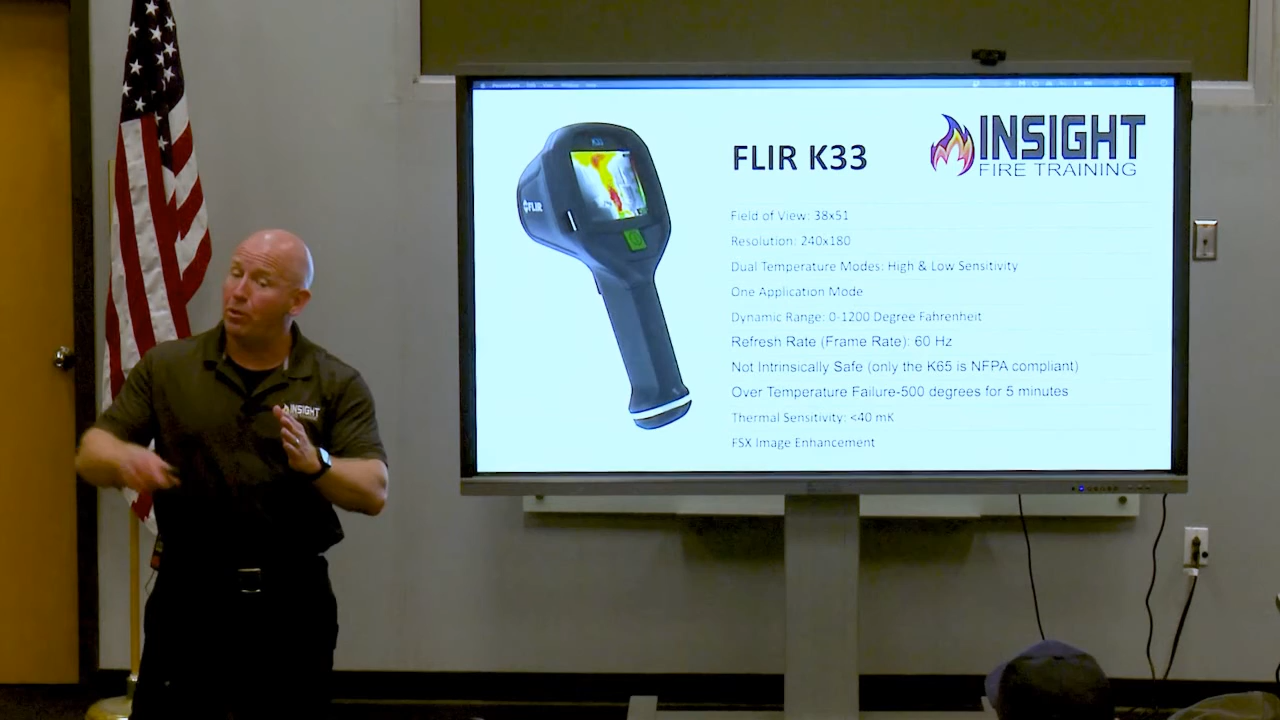 K33
FLIR
FLIR K33
INSIGHT
FIRE TRAINING
Field of View: 38x51
Resolution: 240x180
Dual Temperature Modes: High & Low Sensitivity
One Application Mode
Dynamic Range: 0-1200 Degree Fahrenheit
Refresh Rate (Frame Rate): 60 Hz
Not Intrinsically Safe (only the K65 is NFPA compliant)
Over Temperature Failure-500 degrees for 5 minutes
Thermal Sensitivity: <40 mK
FSX Image Enhancement
INSIGHT